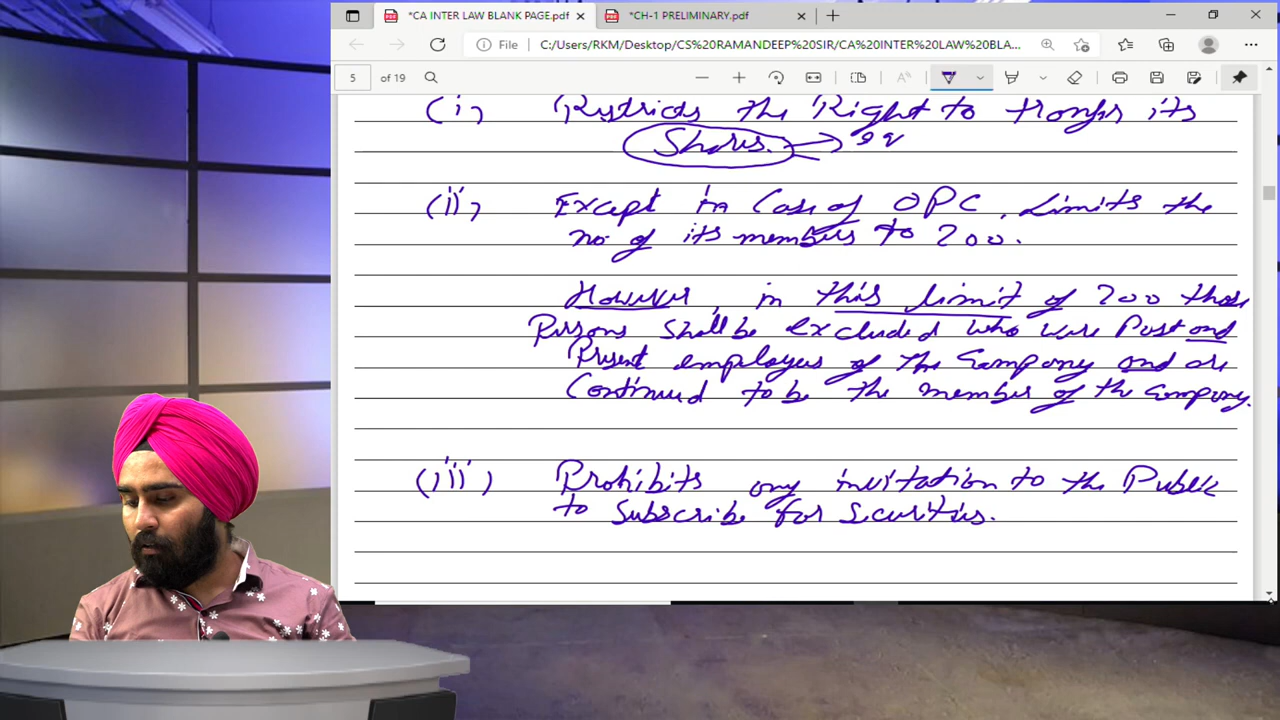 *CA INTER LAW BLANK PAGE.pdf
*CH-1 PRELIMINARY.pdf
File
C:/Users/RKM/Desktop/CS%20RAMANDEEP%20SIR/CA%20INTER%20LAW%20BLA...
5 of 19
(i) Restricts the Right to transfer its
Shares.
(ii) Except in Case of OPC, Limits the
no. of its members to 200.
However, in this limit of 200 those
Persons shall be excluded who were Past and
Present employees of the Company and are
Continued to be the member of the Company.
(iii) Prohibits any invitation to the Public
to Subscribe for Securities.